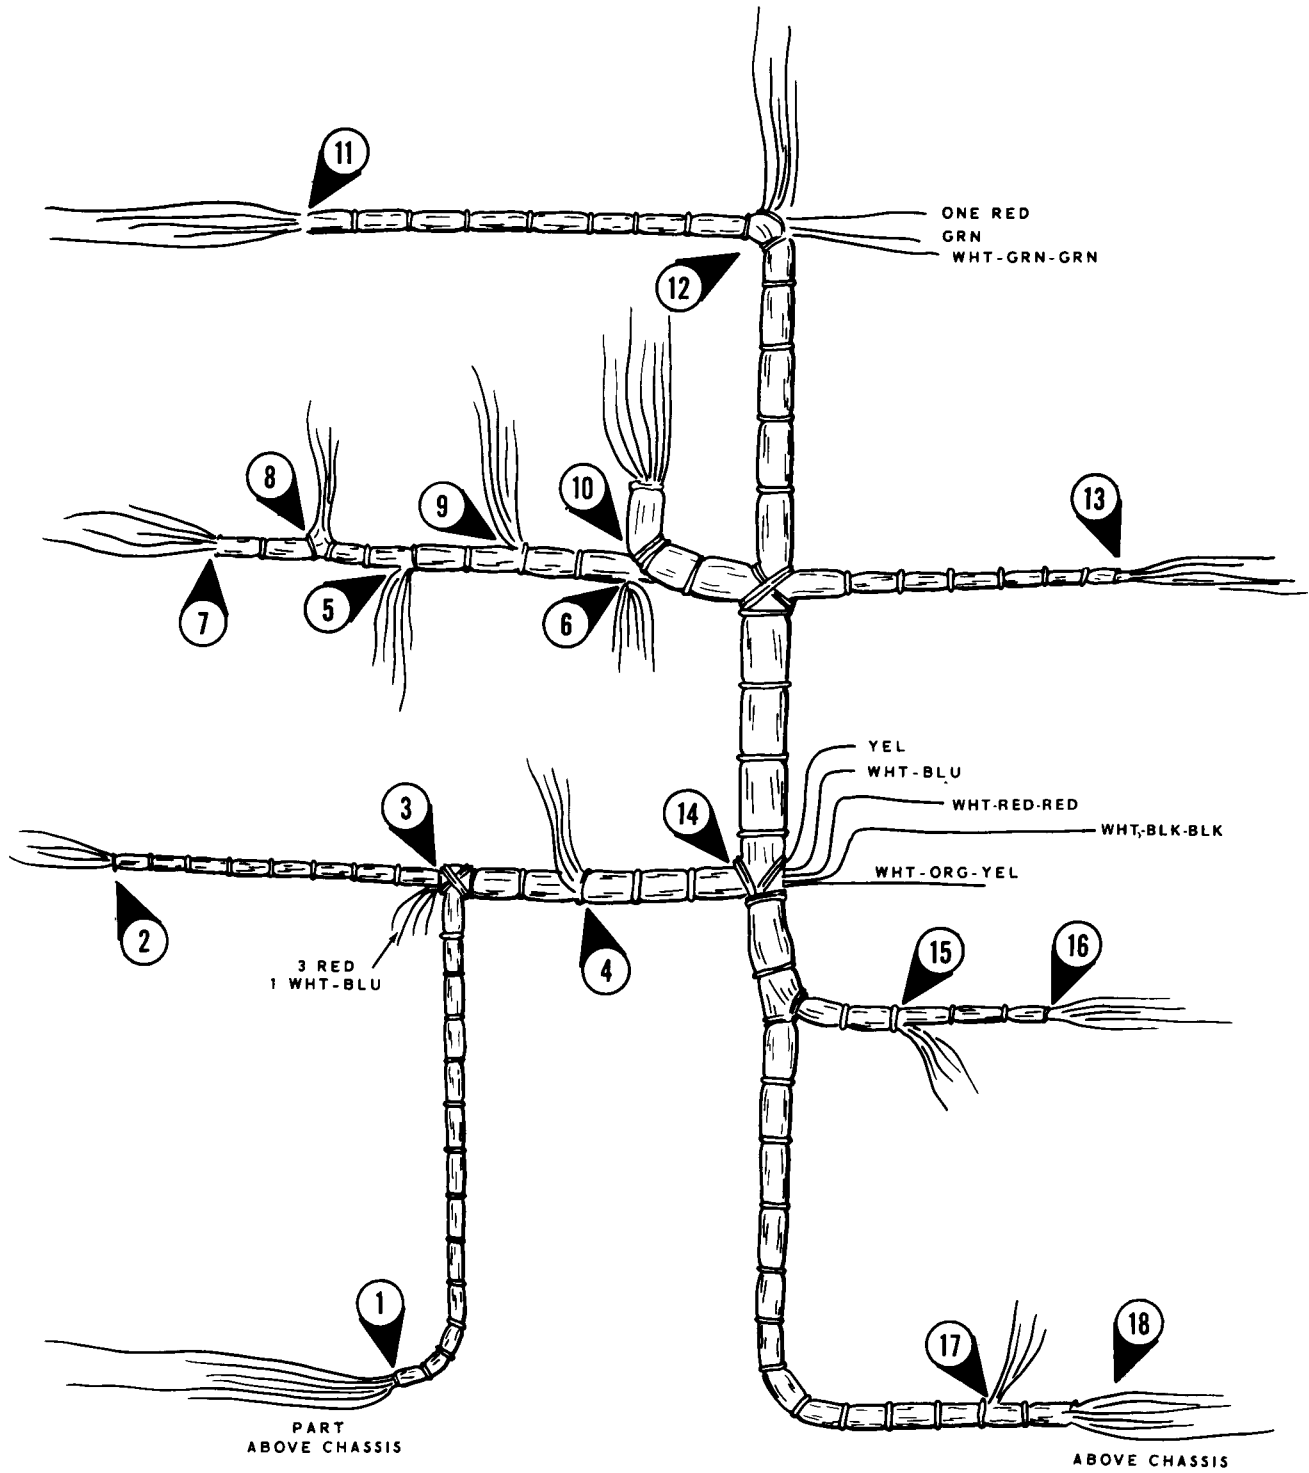 11
ONE RED
GRN
WHT-GRN-GRN
12
8
10
9
13
7
5
6
YEL
WHT-BLU
3
14
WHT-RED-RED
WHT-BLK-BLK
WHT-ORG-YEL
2
4
15
16
3 RED
1 WHT-BLU
1
17
18
PART
ABOVE CHASSIS
ABOVE CHASSIS